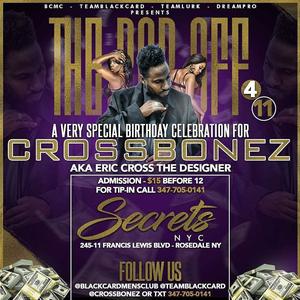 BCMC - TEAMBLACKCARD - TEAMLURK - DREAMPRO
PRESENTS
THE POP OFF
4
11
A VERY SPECIAL BIRTHDAY CELEBRATION FOR
CROSSBONEZ
AKA ERIC CROSS THE DESIGNER
ADMISSION - $15 BEFORE 12
FOR TIP-IN CALL 347-705-0141
Secrets
NYC
245-11 FRANCIS LEWIS BLVD - ROSEDALE NY
FOLLOW US
@BLACKCARDMENSCLUB @TEAMBLACKCARD
@CROSSBONEZ OR TXT 347-705-0141